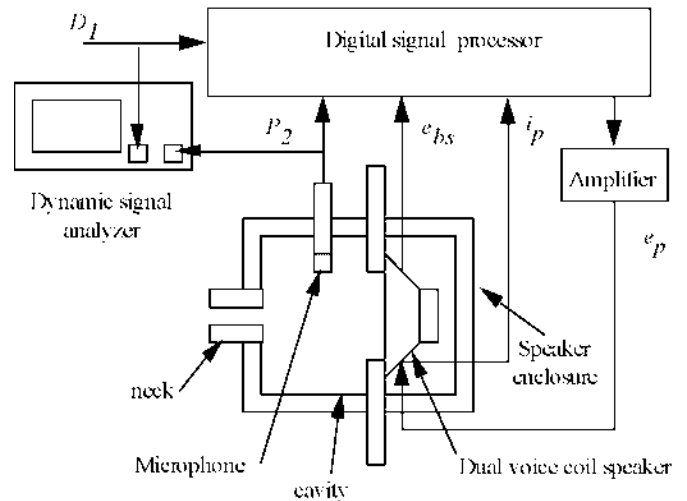 D1
Digital signal processor
P2
ebs
ip
Dynamic signal
analyzer
Amplifier
ep
Speaker
enclosure
neck
Microphone
cavity
Dual voice coil speaker